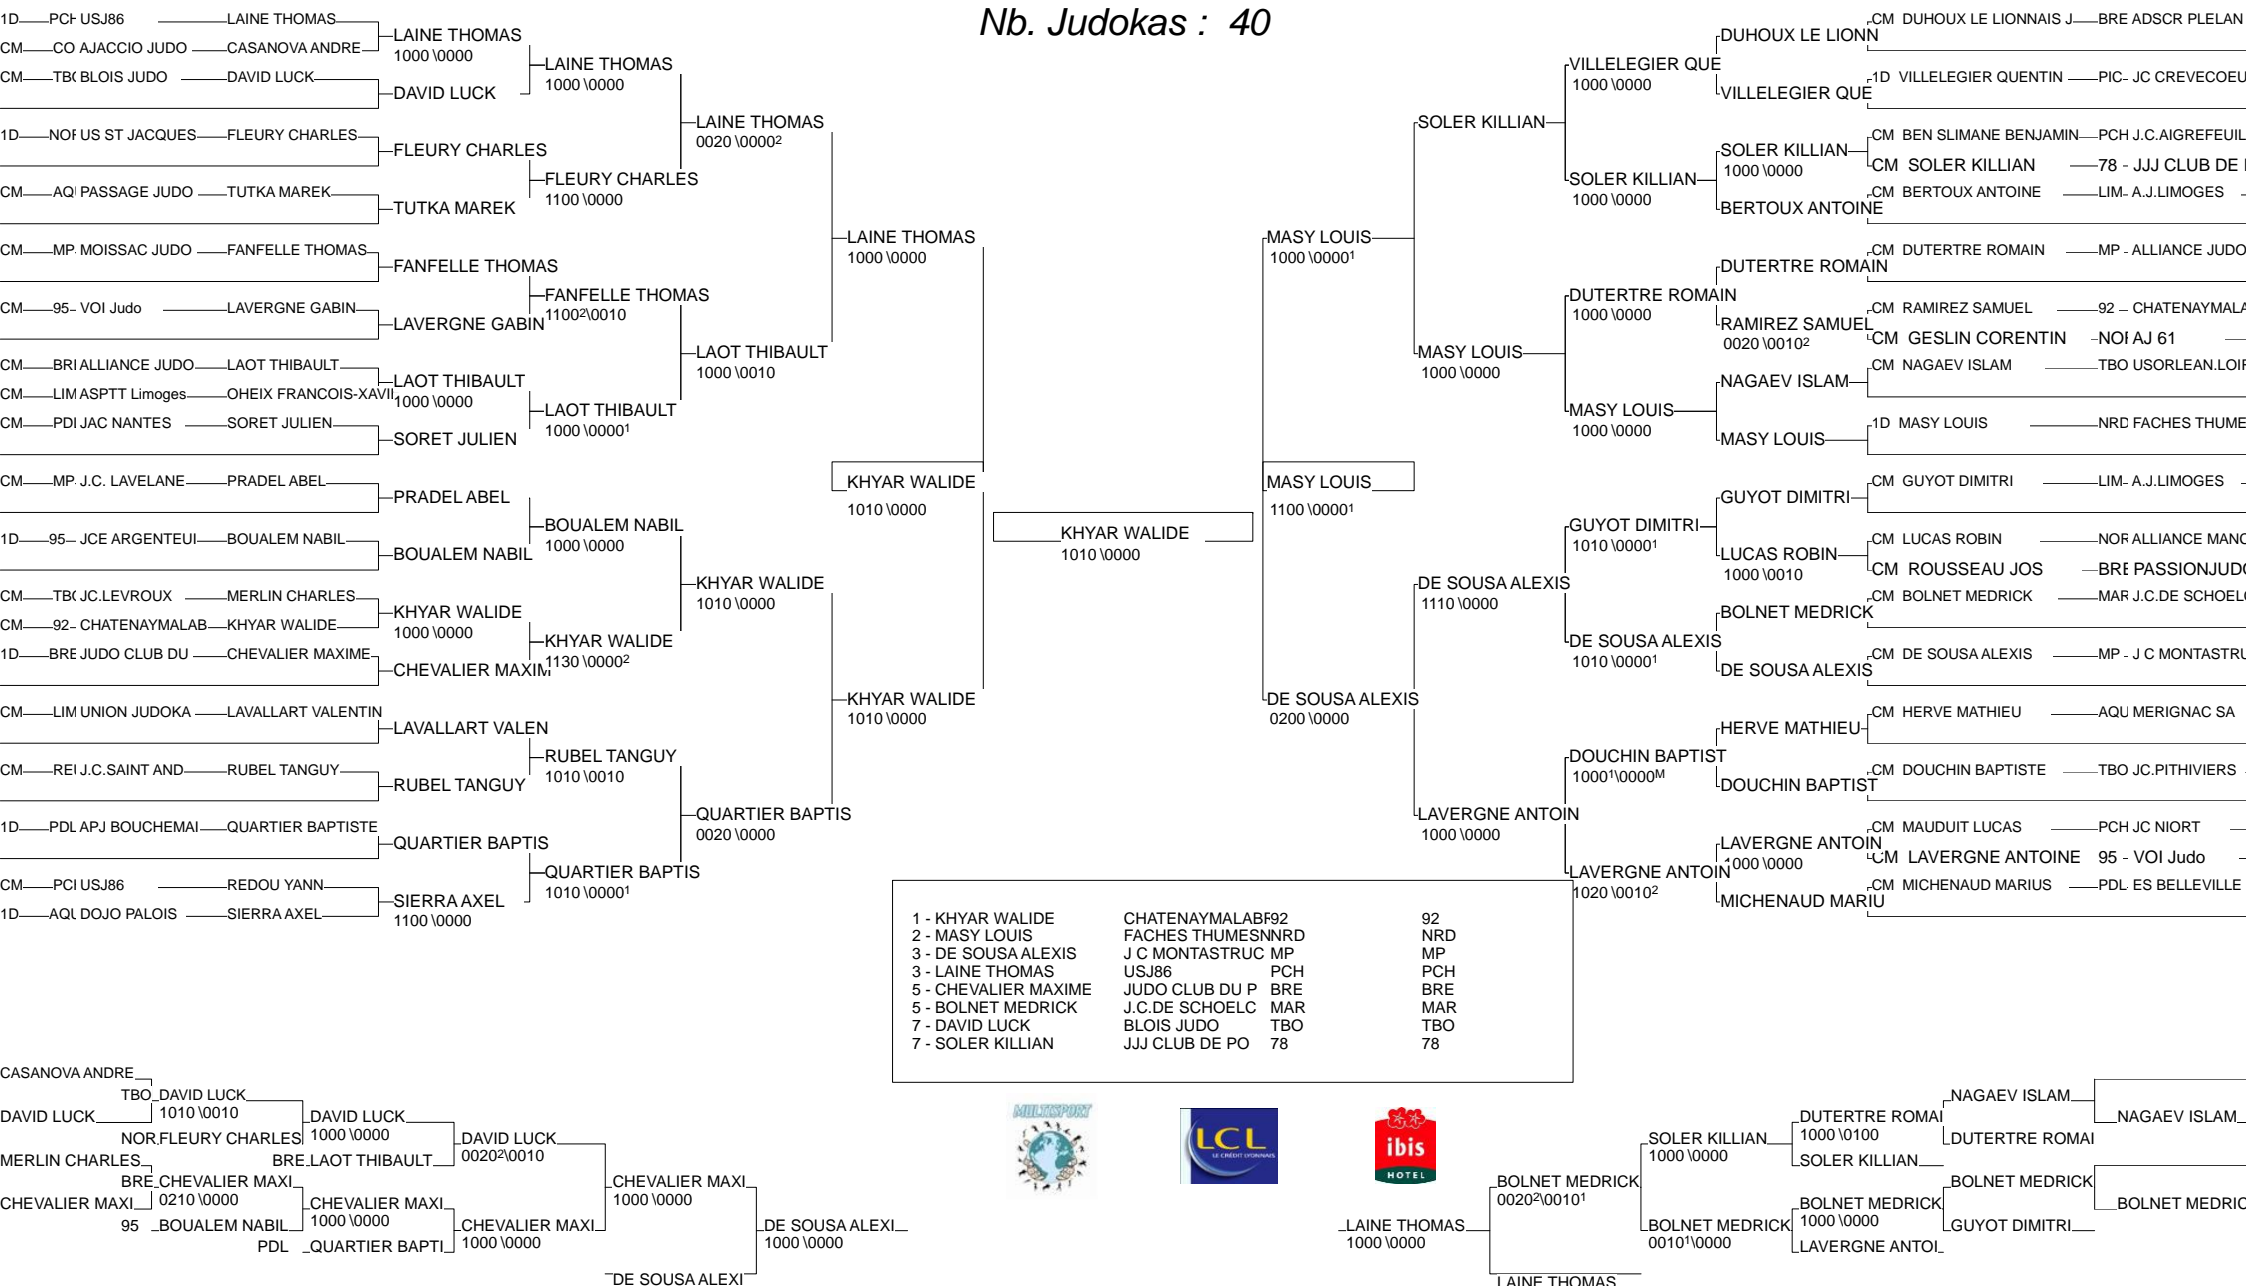 Nb. Judokas : 40
1D PCH USJ86 LAINE THOMAS
CM CO AJACCIO JUDO CASANOVA ANDRE
CM TB( BLOIS JUDO DAVID LUCK
1D NOF US ST JACQUES FLEURY CHARLES
CM AQ PASSAGE JUDO TUTKA MAREK
CM MP- MOISSAC JUDO FANFELLE THOMAS
CM 95- VOI Judo LAVERGNE GABIN
CM BRI ALLIANCE JUDO LAOT THIBAULT
CM LIM ASPTT Limoges OHEIX FRANCOIS-XAVI
CM PDI JAC NANTES SORET JULIEN
CM MP- J.C. LAVELANE PRADEL ABEL
1D 95- JCE ARGENTEUI BOUALEM NABIL
CM TB( JC.LEVROUX MERLIN CHARLES
CM 92- CHATENAYMALAB KHYAR WALIDE
1D BRE JUDO CLUB DU CHEVALIER MAXIME
CM LIM UNION JUDOKA LAVALLART VALENTIN
CM REI J.C.SAINT AND RUBEL TANGUY
1D PDL APJ BOUCHEMAI QUARTIER BAPTISTE
CM PCI USJ86 REDOU YANN
1D AQU DOJO PALOIS SIERRA AXEL
LAINE THOMAS
1000 \0000
DAVID LUCK
FLEURY CHARLES
TUTKA MAREK
FANFELLE THOMAS
LAVERGNE GABIN
LAOT THIBAULT
1000 \0000
SORET JULIEN
PRADEL ABEL
BOUALEM NABIL
KHYAR WALIDE
1000 \0000
CHEVALIER MAXIM
LAVALLART VALEN
RUBEL TANGUY
QUARTIER BAPTIS
SIERRA AXEL
1100 \0000
LAINE THOMAS
1000 \0000
FLEURY CHARLES
1100 \0000
FANFELLE THOMAS
1100²\0010
LAOT THIBAULT
1000 \0000¹
BOUALEM NABIL
1000 \0000
KHYAR WALIDE
1130 \0000²
RUBEL TANGUY
1010 \0010
QUARTIER BAPTIS
1010 \0000¹
LAINE THOMAS
0020 \0000²
LAOT THIBAULT
1000 \0010
KHYAR WALIDE
1010 \0000
QUARTIER BAPTIS
0020 \0000
LAINE THOMAS
1000 \0000
KHYAR WALIDE
1010 \0000
KHYAR WALIDE
1010 \0000
KHYAR WALIDE
1010 \0000
MASY LOUIS
1000 \0000¹
MASY LOUIS
1100 \0000¹
DE SOUSA ALEXIS
0200 \0000
SOLER KILLIAN
MASY LOUIS
1000 \0000
DE SOUSA ALEXIS
1110 \0000
LAVERGNE ANTOIN
1000 \0000
VILLELEGIER QUE
1000 \0000
SOLER KILLIAN
1000 \0000
DUTERTRE ROMAIN
1000 \0000
MASY LOUIS
1000 \0000
GUYOT DIMITRI
1010 \0000¹
DE SOUSA ALEXIS
1010 \0000¹
DOUCHIN BAPTIST
1000¹\0000ᴹ
LAVERGNE ANTOIN
1020 \0010²
DUHOUX LE LIONN
VILLELEGIER QUE
SOLER KILLIAN
1000 \0000
BERTOUX ANTOINE
DUTERTRE ROMAIN
RAMIREZ SAMUEL
0020 \0010²
NAGAEV ISLAM
MASY LOUIS
GUYOT DIMITRI
LUCAS ROBIN
1000 \0010
BOLNET MEDRICK
DE SOUSA ALEXIS
HERVE MATHIEU
DOUCHIN BAPTIST
LAVERGNE ANTOIN
1000 \0000
MICHENAUD MARIU
CM DUHOUX LE LIONNAIS J BRE ADSCR PLELAN
1D VILLELEGIER QUENTIN PIC- JC CREVECOEU
CM BEN SLIMANE BENJAMIN PCH J.C.AIGREFEUIL
CM SOLER KILLIAN 78 - JJJ CLUB DE
CM BERTOUX ANTOINE LIM- A.J.LIMOGES
CM DUTERTRE ROMAIN MP - ALLIANCE JUDO
CM RAMIREZ SAMUEL 92 - CHATENAYMALA
CM GESLIN CORENTIN NOI AJ 61
CM NAGAEV ISLAM TBO USORLEAN.LOIR
1D MASY LOUIS NRD FACHES THUME
CM GUYOT DIMITRI LIM- A.J.LIMOGES
CM LUCAS ROBIN NOR ALLIANCE MANC
CM ROUSSEAU JOS BRE PASSIONJUDO
CM BOLNET MEDRICK MAR J.C.DE SCHOELC
CM DE SOUSA ALEXIS MP - J C MONTASTRU
CM HERVE MATHIEU AQU MERIGNAC SA
CM DOUCHIN BAPTISTE TBO JC.PITHIVIERS
CM MAUDUIT LUCAS PCH JC NIORT
CM LAVERGNE ANTOINE 95 - VOI Judo
CM MICHENAUD MARIUS PDL- ES BELLEVILLE
1 - KHYAR WALIDE CHATENAYMALABF92 92
2 - MASY LOUIS FACHES THUMESNNRD NRD
3 - DE SOUSA ALEXIS J C MONTASTRUC MP MP
3 - LAINE THOMAS USJ86 PCH PCH
5 - CHEVALIER MAXIME JUDO CLUB DU P BRE BRE
5 - BOLNET MEDRICK J.C.DE SCHOELC MAR MAR
7 - DAVID LUCK BLOIS JUDO TBO TBO
7 - SOLER KILLIAN JJJ CLUB DE PO 78 78
CASANOVA ANDRE
DAVID LUCK
MERLIN CHARLES
CHEVALIER MAXI
TBO DAVID LUCK
1010 \0010
NOR FLEURY CHARLES
BRE CHEVALIER MAXI
0210 \0000
95 BOUALEM NABIL
DAVID LUCK
1000 \0000
BRE LAOT THIBAULT
CHEVALIER MAXI
1000 \0000
PDL QUARTIER BAPTI
DAVID LUCK
0020²\0010
CHEVALIER MAXI
1000 \0000
CHEVALIER MAXI
1000 \0000
DE SOUSA ALEXI
DE SOUSA ALEXI
1000 \0000
MULTISPORT
LCL
LE CRÉDIT LYONNAIS
ibis
HOTEL
LAINE THOMAS
1000 \0000
BOLNET MEDRICK
0020²\0010¹
LAINE THOMAS
SOLER KILLIAN
1000 \0000
BOLNET MEDRICK
0010¹\0000
DUTERTRE ROMAI
1000 \0100
SOLER KILLIAN
BOLNET MEDRICK
1000 \0000
LAVERGNE ANTOI
NAGAEV ISLAM
DUTERTRE ROMAI
BOLNET MEDRICK
GUYOT DIMITRI
NAGAEV ISLAM
BOLNET MEDRIC